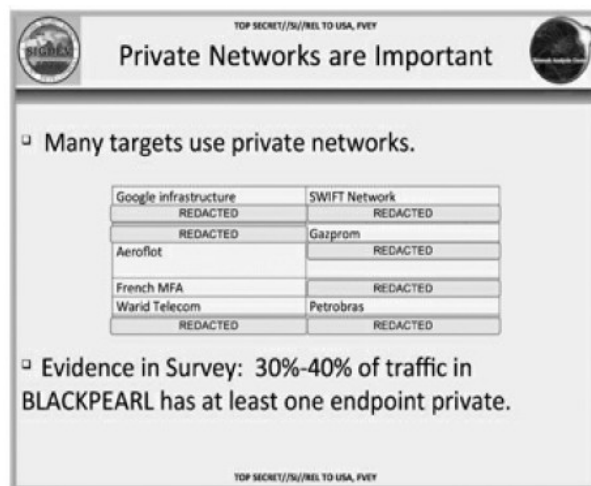 TOP SECRET//SI//REL TO USA, FVEY
Private Networks are Important
Many targets use private networks.
Google infrastructure SWIFT Network
REDACTED REDACTED
REDACTED Gazprom
Aeroflot REDACTED
French MFA REDACTED
Warid Telecom Petrobras
REDACTED REDACTED
Evidence in Survey: 30%-40% of traffic in
BLACKPEARL has at least one endpoint private.
TOP SECRET//SI//REL TO USA, FVEY